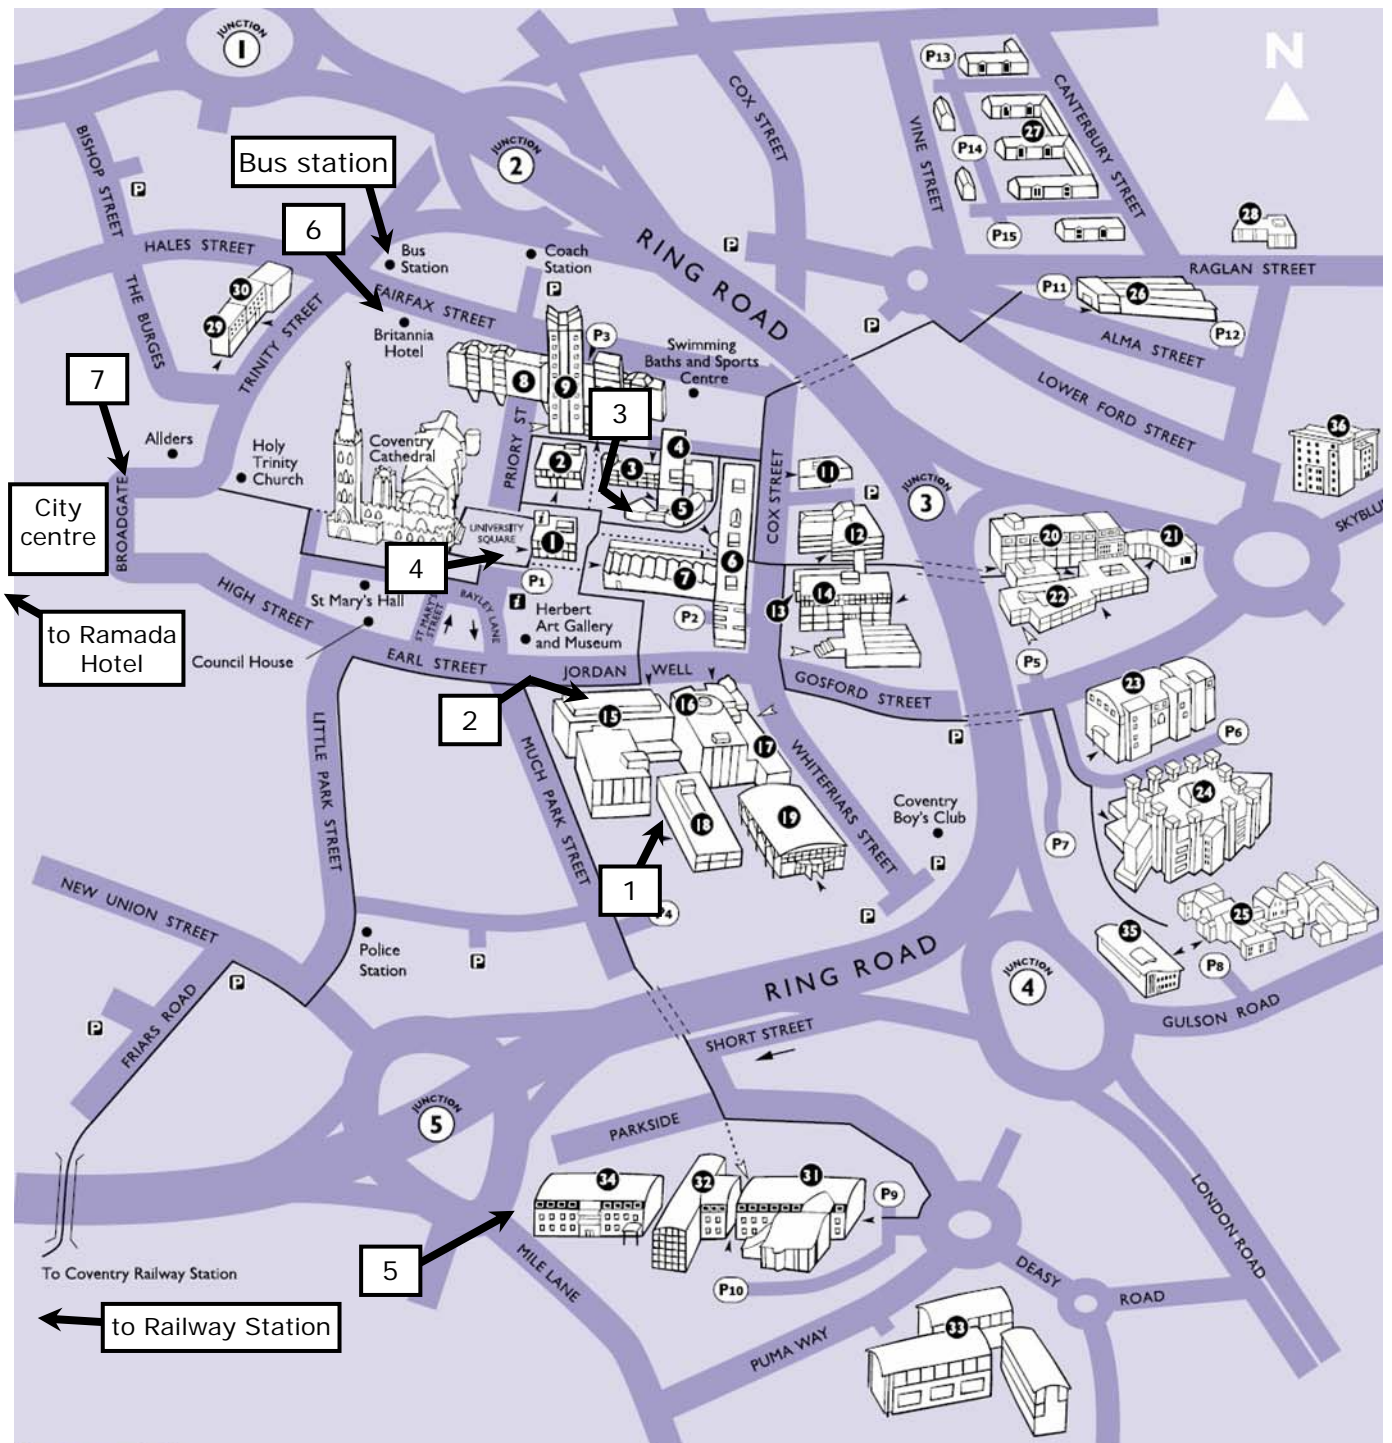 JUNCTION
1
N
P13
COX STREET
CANTERBURY STREET
27
VINE STREET
P14
BISHOP STREET
Bus station
JUNCTION
2
P
6
28
P15
HALES STREET
Bus
Station
Coach
Station
P
RING ROAD
P
RAGLAN STREET
30
THE BURGES
TRINITY STREET
FAIRFAX STREET
P
P11
26
P12
29
Britannia
Hotel
P3
P
ALMA STREET
Swimming
Baths and Sports
Centre
7
8
9
LOWER FORD STREET
3
Allders
Holy
Trinity
Church
Coventry
Cathedral
PRIORY ST
2
3
4
11
36
City
centre
BROADGATE
UNIVERSITY
SQUARE
i
1
5
6
COX STREET
P
JUNCTION
3
12
20
21
4
P1
7
14
13
22
to Ramada
Hotel
HIGH STREET
St Mary's Hall
ST MARY'S
STREET
BAYLEY LANE
i
Herbert
Art Gallery
and Museum
P2
P5
Council House
EARL STREET
JORDAN
WELL
GOSFORD STREET
23
2
15
16
17
P
P6
LITTLE PARK STREET
MUCH PARK STREET
WHITEFRIARS STREET
24
18
19
Coventry
Boy's Club
P7
P
1
P4
NEW UNION STREET
P
25
35
Police
Station
P
RING ROAD
JUNCTION
4
P8
P
P
FRIARS ROAD
SHORT STREET
GULSON ROAD
JUNCTION
5
PARKSIDE
34
32
31
P9
LONDON ROAD
5
MILE LANE
To Coventry Railway Station
P10
DEASY
ROAD
to Railway Station
PUMA WAY
33